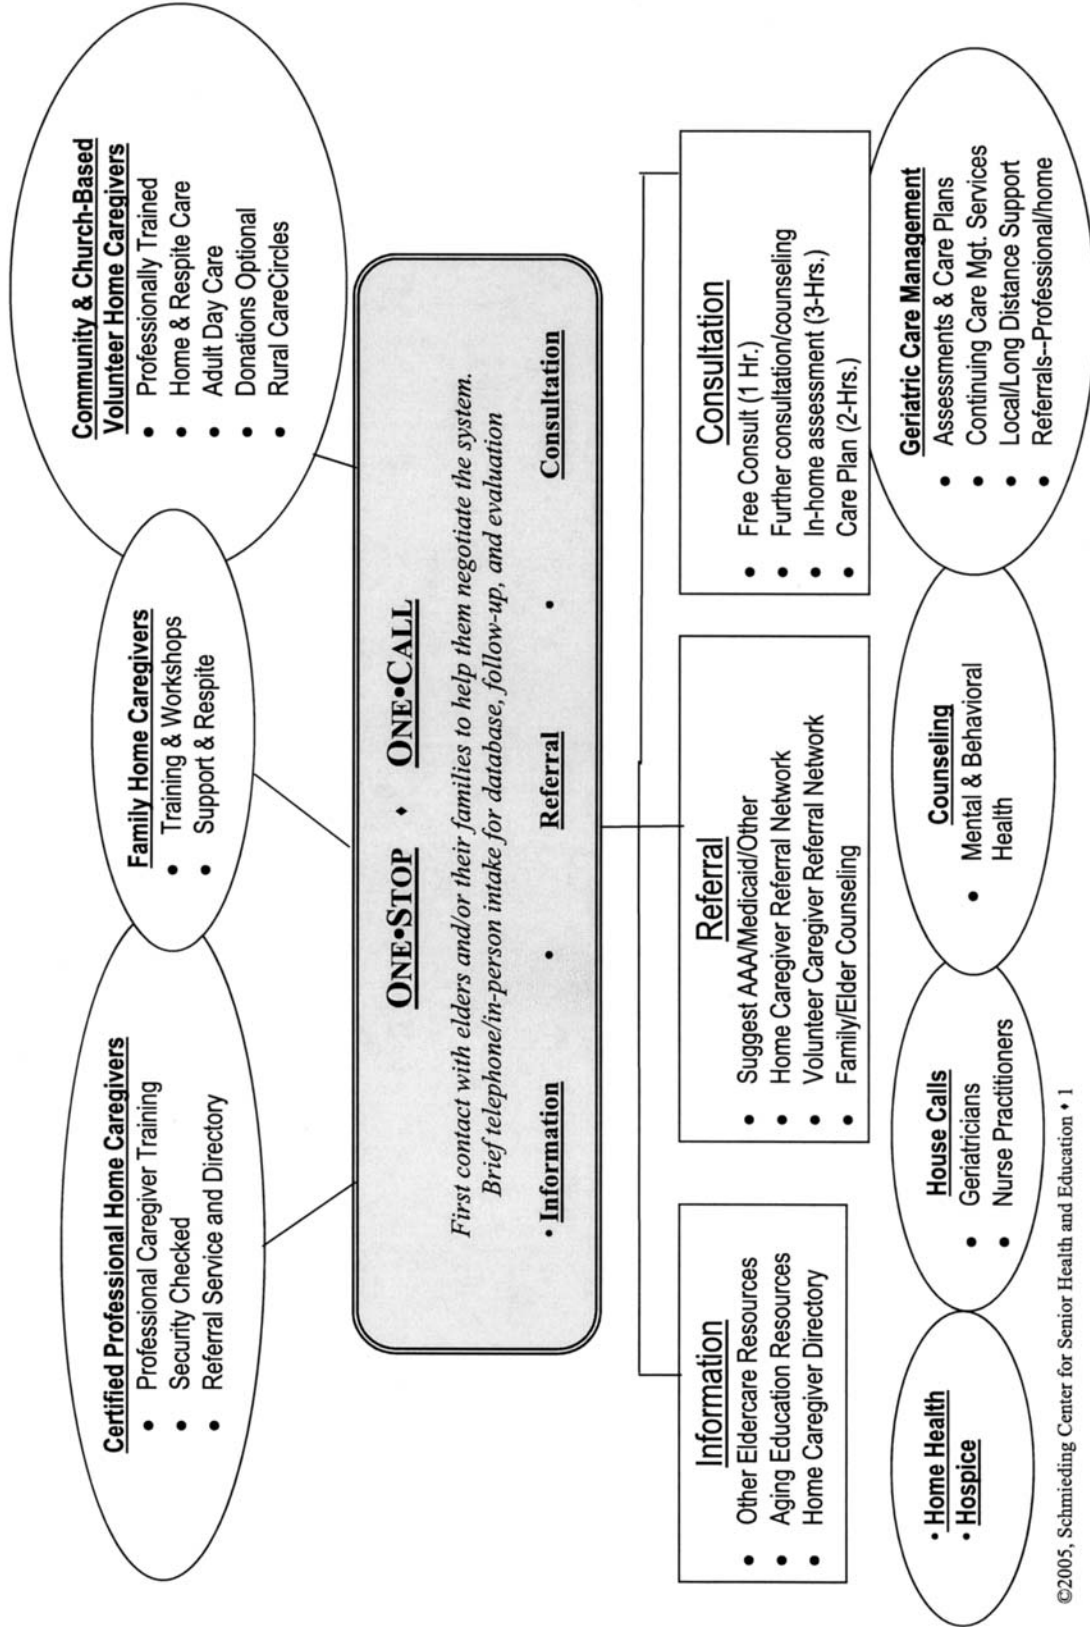 Certified Professional Home Caregivers
• Professional Caregiver Training
• Security Checked
• Referral Service and Directory
Family Home Caregivers
• Training & Workshops
• Support & Respite
Community & Church-Based
Volunteer Home Caregivers
• Professionally Trained
• Home & Respite Care
• Adult Day Care
• Donations Optional
• Rural CareCircles
ONE•STOP ♦ ONE•CALL
First contact with elders and/or their families to help them negotiate the system.
Brief telephone/in-person intake for database, follow-up, and evaluation
• Information • Referral • Consultation
Information
• Other Eldercare Resources
• Aging Education Resources
• Home Caregiver Directory
Referral
• Suggest AAA/Medicaid/Other
• Home Caregiver Referral Network
• Volunteer Caregiver Referral Network
• Family/Elder Counseling
Consultation
• Free Consult (1 Hr.)
• Further consultation/counseling
• In-home assessment (3-Hrs.)
• Care Plan (2-Hrs.)
• Home Health
• Hospice
House Calls
• Geriatricians
• Nurse Practitioners
Counseling
• Mental & Behavioral
Health
Geriatric Care Management
• Assessments & Care Plans
• Continuing Care Mgt. Services
• Local/Long Distance Support
• Referrals--Professional/home
©2005, Schmieding Center for Senior Health and Education ♦ 1